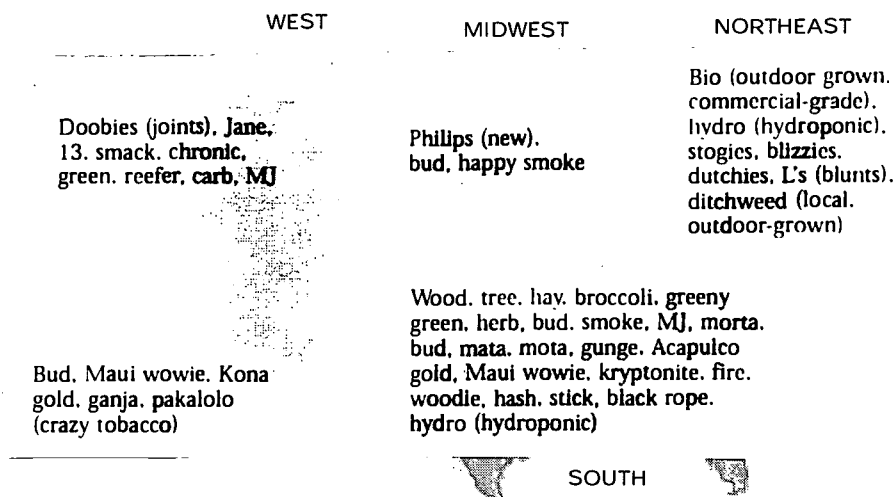 WEST
MIDWEST
NORTHEAST
Doobies (joints), Jane,
13. smack. chronic,
green. reefer, carb, MJ
Philips (new).
bud, happy smoke
Bio (outdoor grown.
commercial-grade).
hydro (hydroponic).
stogies, blizzies.
dutchies, L's (blunts).
ditchweed (local.
outdoor-grown)
Bud, Maui wowie. Kona
gold, ganja, pakalolo
(crazy tobacco)
Wood. tree. hay. broccoli. greeny
green, herb, bud. smoke, MJ, morta.
bud, mata. mota, gunge. Acapulco
gold, Maui wowie. kryptonite. fire.
woodie, hash. stick, black rope.
hydro (hydroponic)
SOUTH